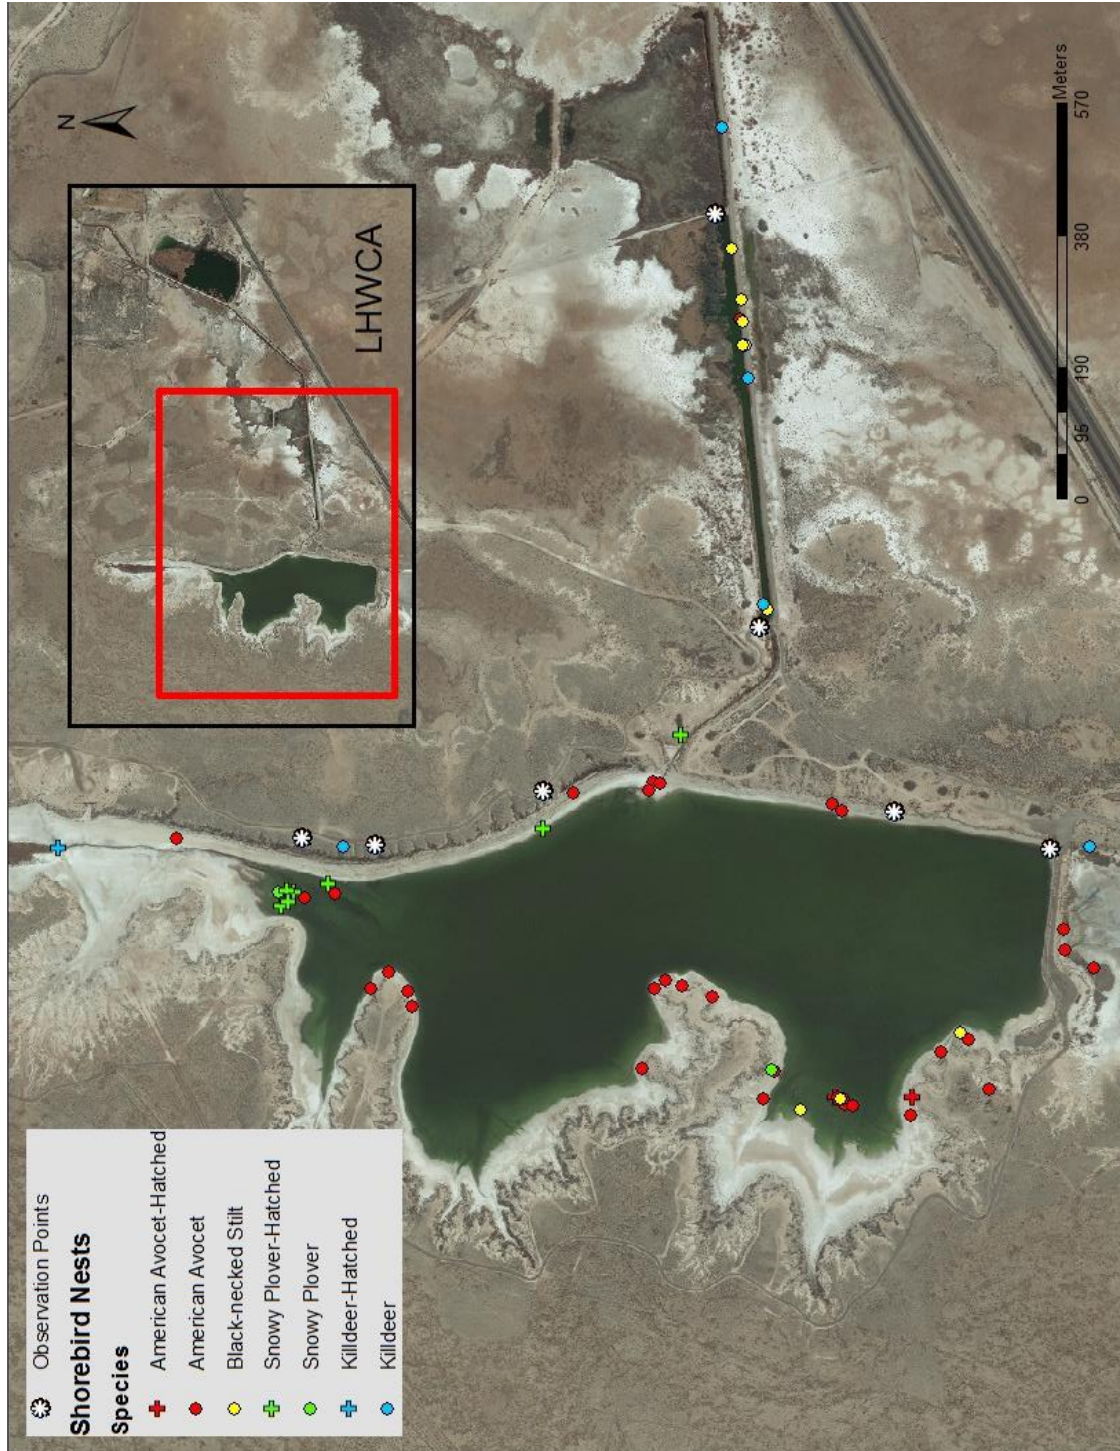 Observation Points
Shorebird Nests
Species
American Avocet-Hatched
American Avocet
Black-necked Stilt
Snowy Plover-Hatched
Snowy Plover
Killdeer-Hatched
Killdeer
LHWCA
N
0 95 190 380 570
Meters